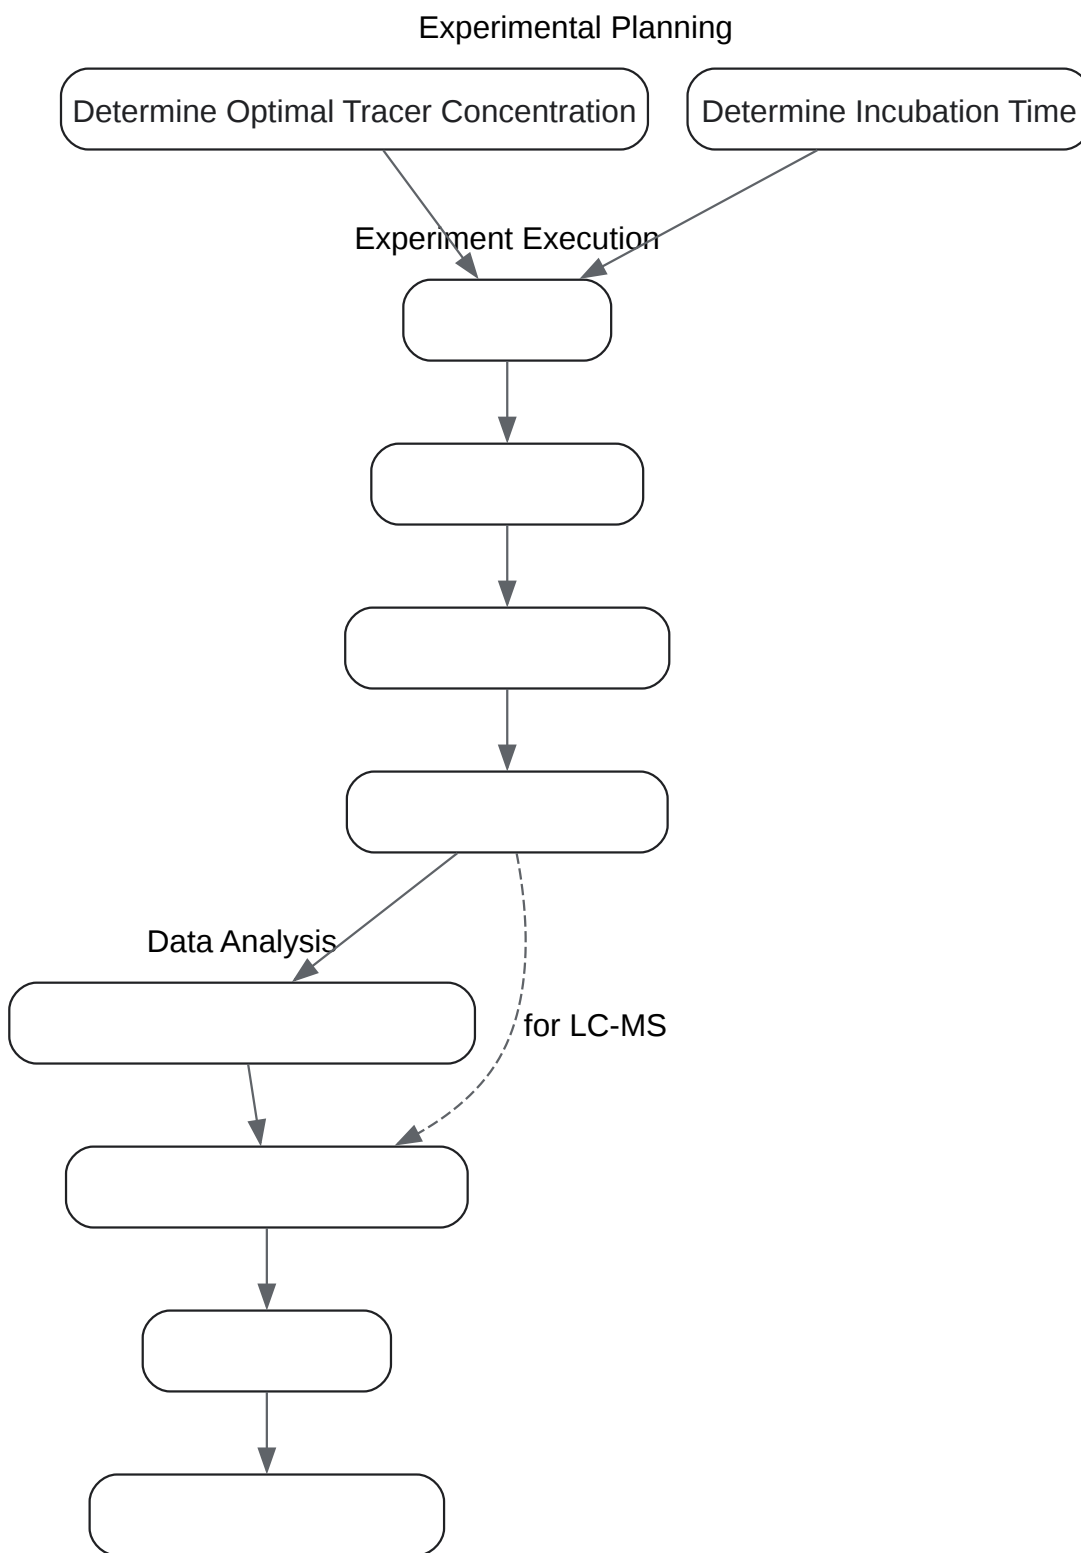 Experimental Planning
Determine Optimal Tracer Concentration
Determine Incubation Time
Experiment Execution
Data Analysis
for LC-MS